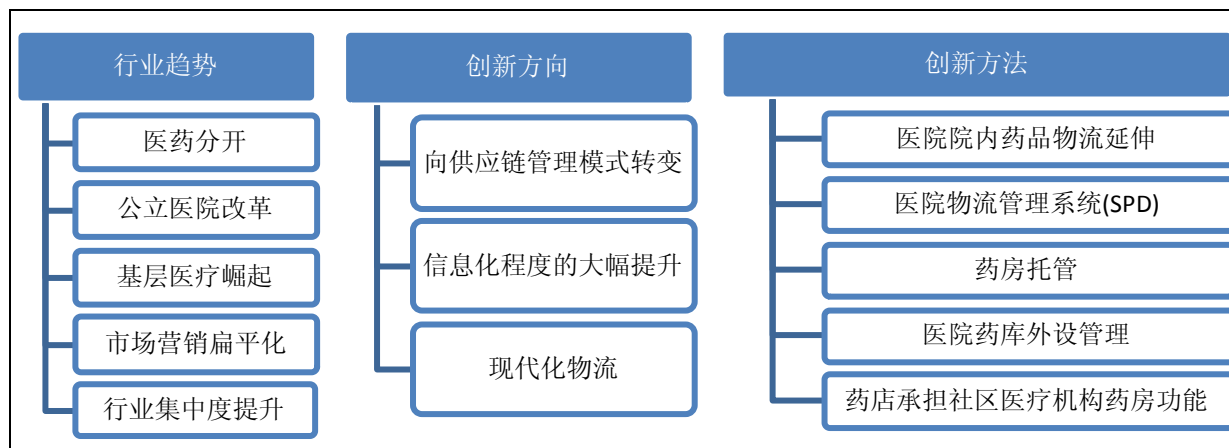 行业趋势
医药分开
公立医院改革
基层医疗崛起
市场营销扁平化
行业集中度提升
创新方向
向供应链管理模式转变
信息化程度的大幅提升
现代化物流
创新方法
医院院内药品物流延伸
医院物流管理系统(SPD)
药房托管
医院药库外设管理
药店承担社区医疗机构药房功能